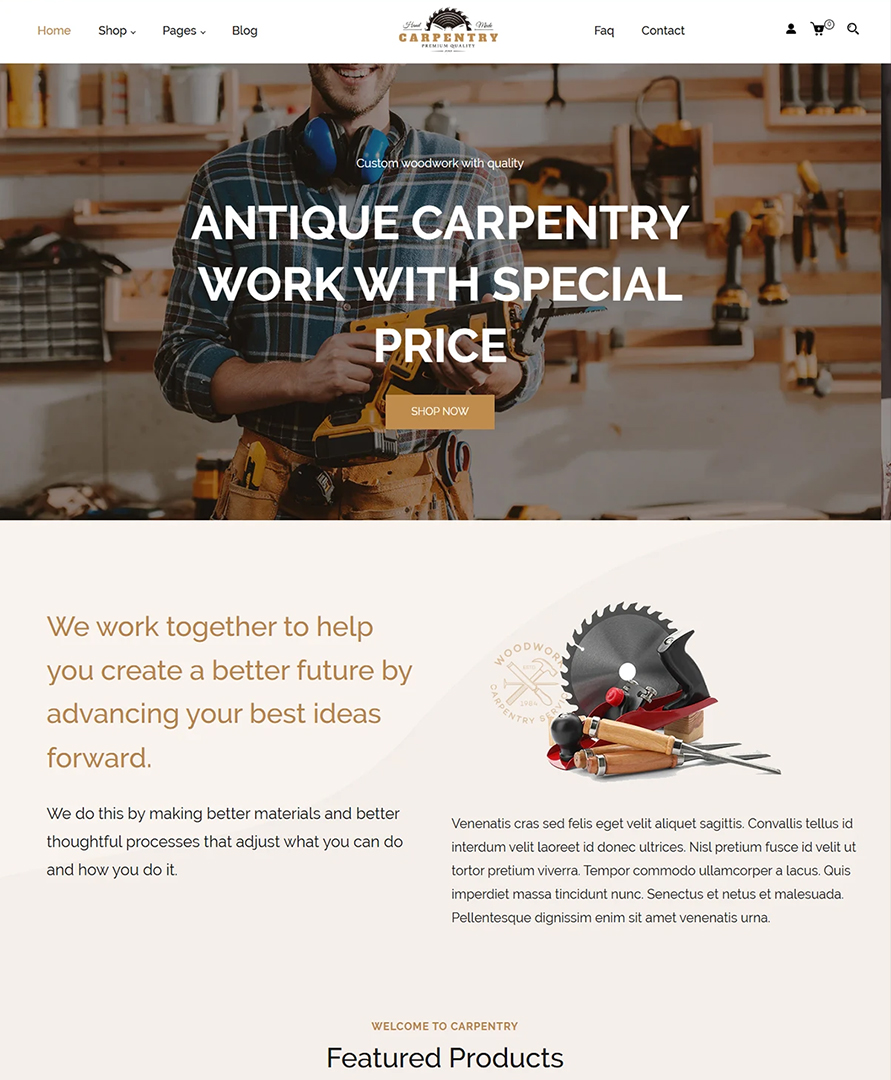 Home
Shop
Pages
Blog
Hand Made
CARPENTRY
PREMIUM QUALITY
Faq
Contact
0
Custom woodwork with quality
ANTIQUE CARPENTRY
WORK WITH SPECIAL
PRICE
SHOP NOW
We work together to help
you create a better future by
advancing your best ideas
forward.
We do this by making better materials and better
thoughtful processes that adjust what you can do
and how you do it.
WOODWORK
1984
CARPENTRY
Venenatis cras sed felis eget velit aliquet sagittis. Convallis tellus id
interdum velit laoreet id donec ultrices. Nisl pretium fusce id velit ut
tortor pretium viverra. Tempor commodo ullamcorper a lacus. Quis
imperdiet massa tincidunt nunc. Senectus et netus et malesuada.
Pellentesque dignissim enim sit amet venenatis urna.
WELCOME TO CARPENTRY
Featured Products